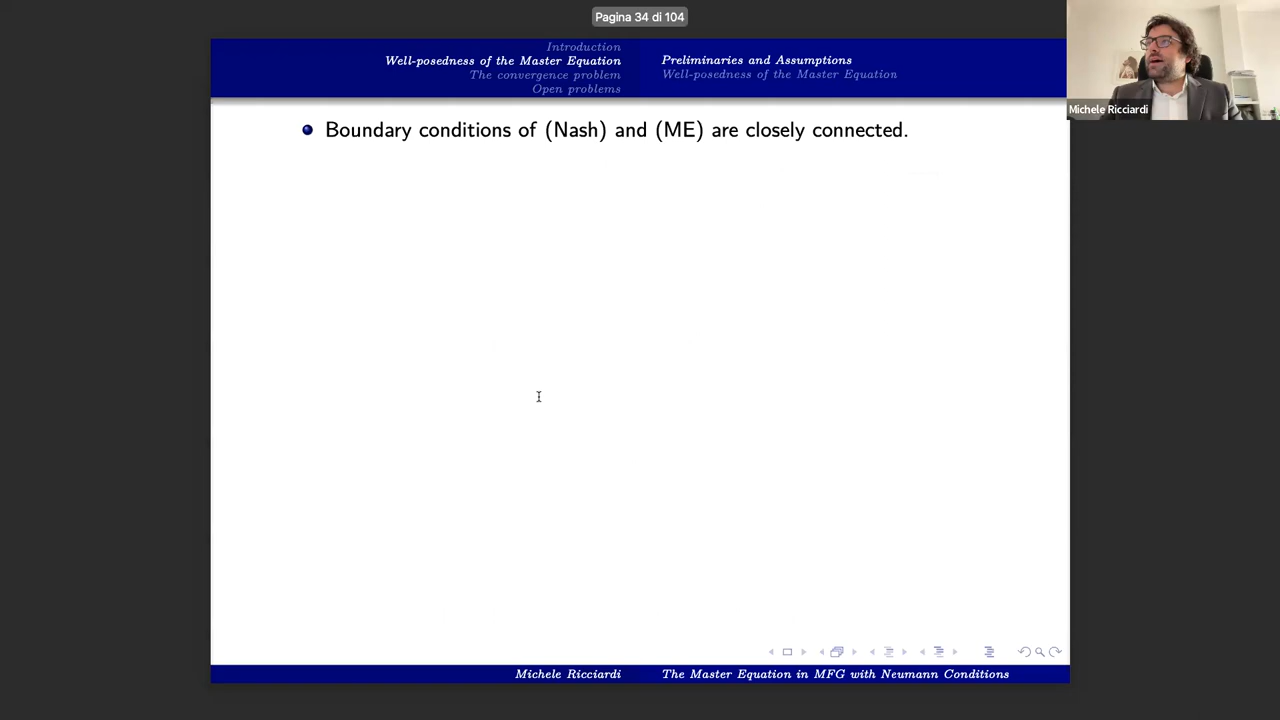 Pagina 34 di 104
Introduction
Well-posedness of the Master Equation
The convergence problem
Open problems
Preliminaries and Assumptions
Well-posedness of the Master Equation
Michele Ricciardi
Boundary conditions of (Nash) and (ME) are closely connected.
Michele Ricciardi
The Master Equation in MFG with Neumann Conditions